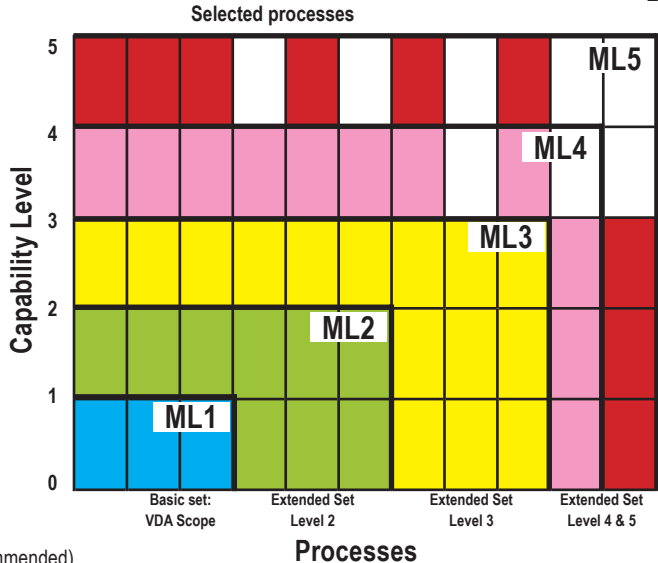 Selected processes
5
ML5
4
ML4
3
ML3
2
ML2
1
ML1
0
Capability Level
Basic set:
VDA Scope
Extended Set
Level 2
Extended Set
Level 3
Extended Set
Level 4 & 5
Processes